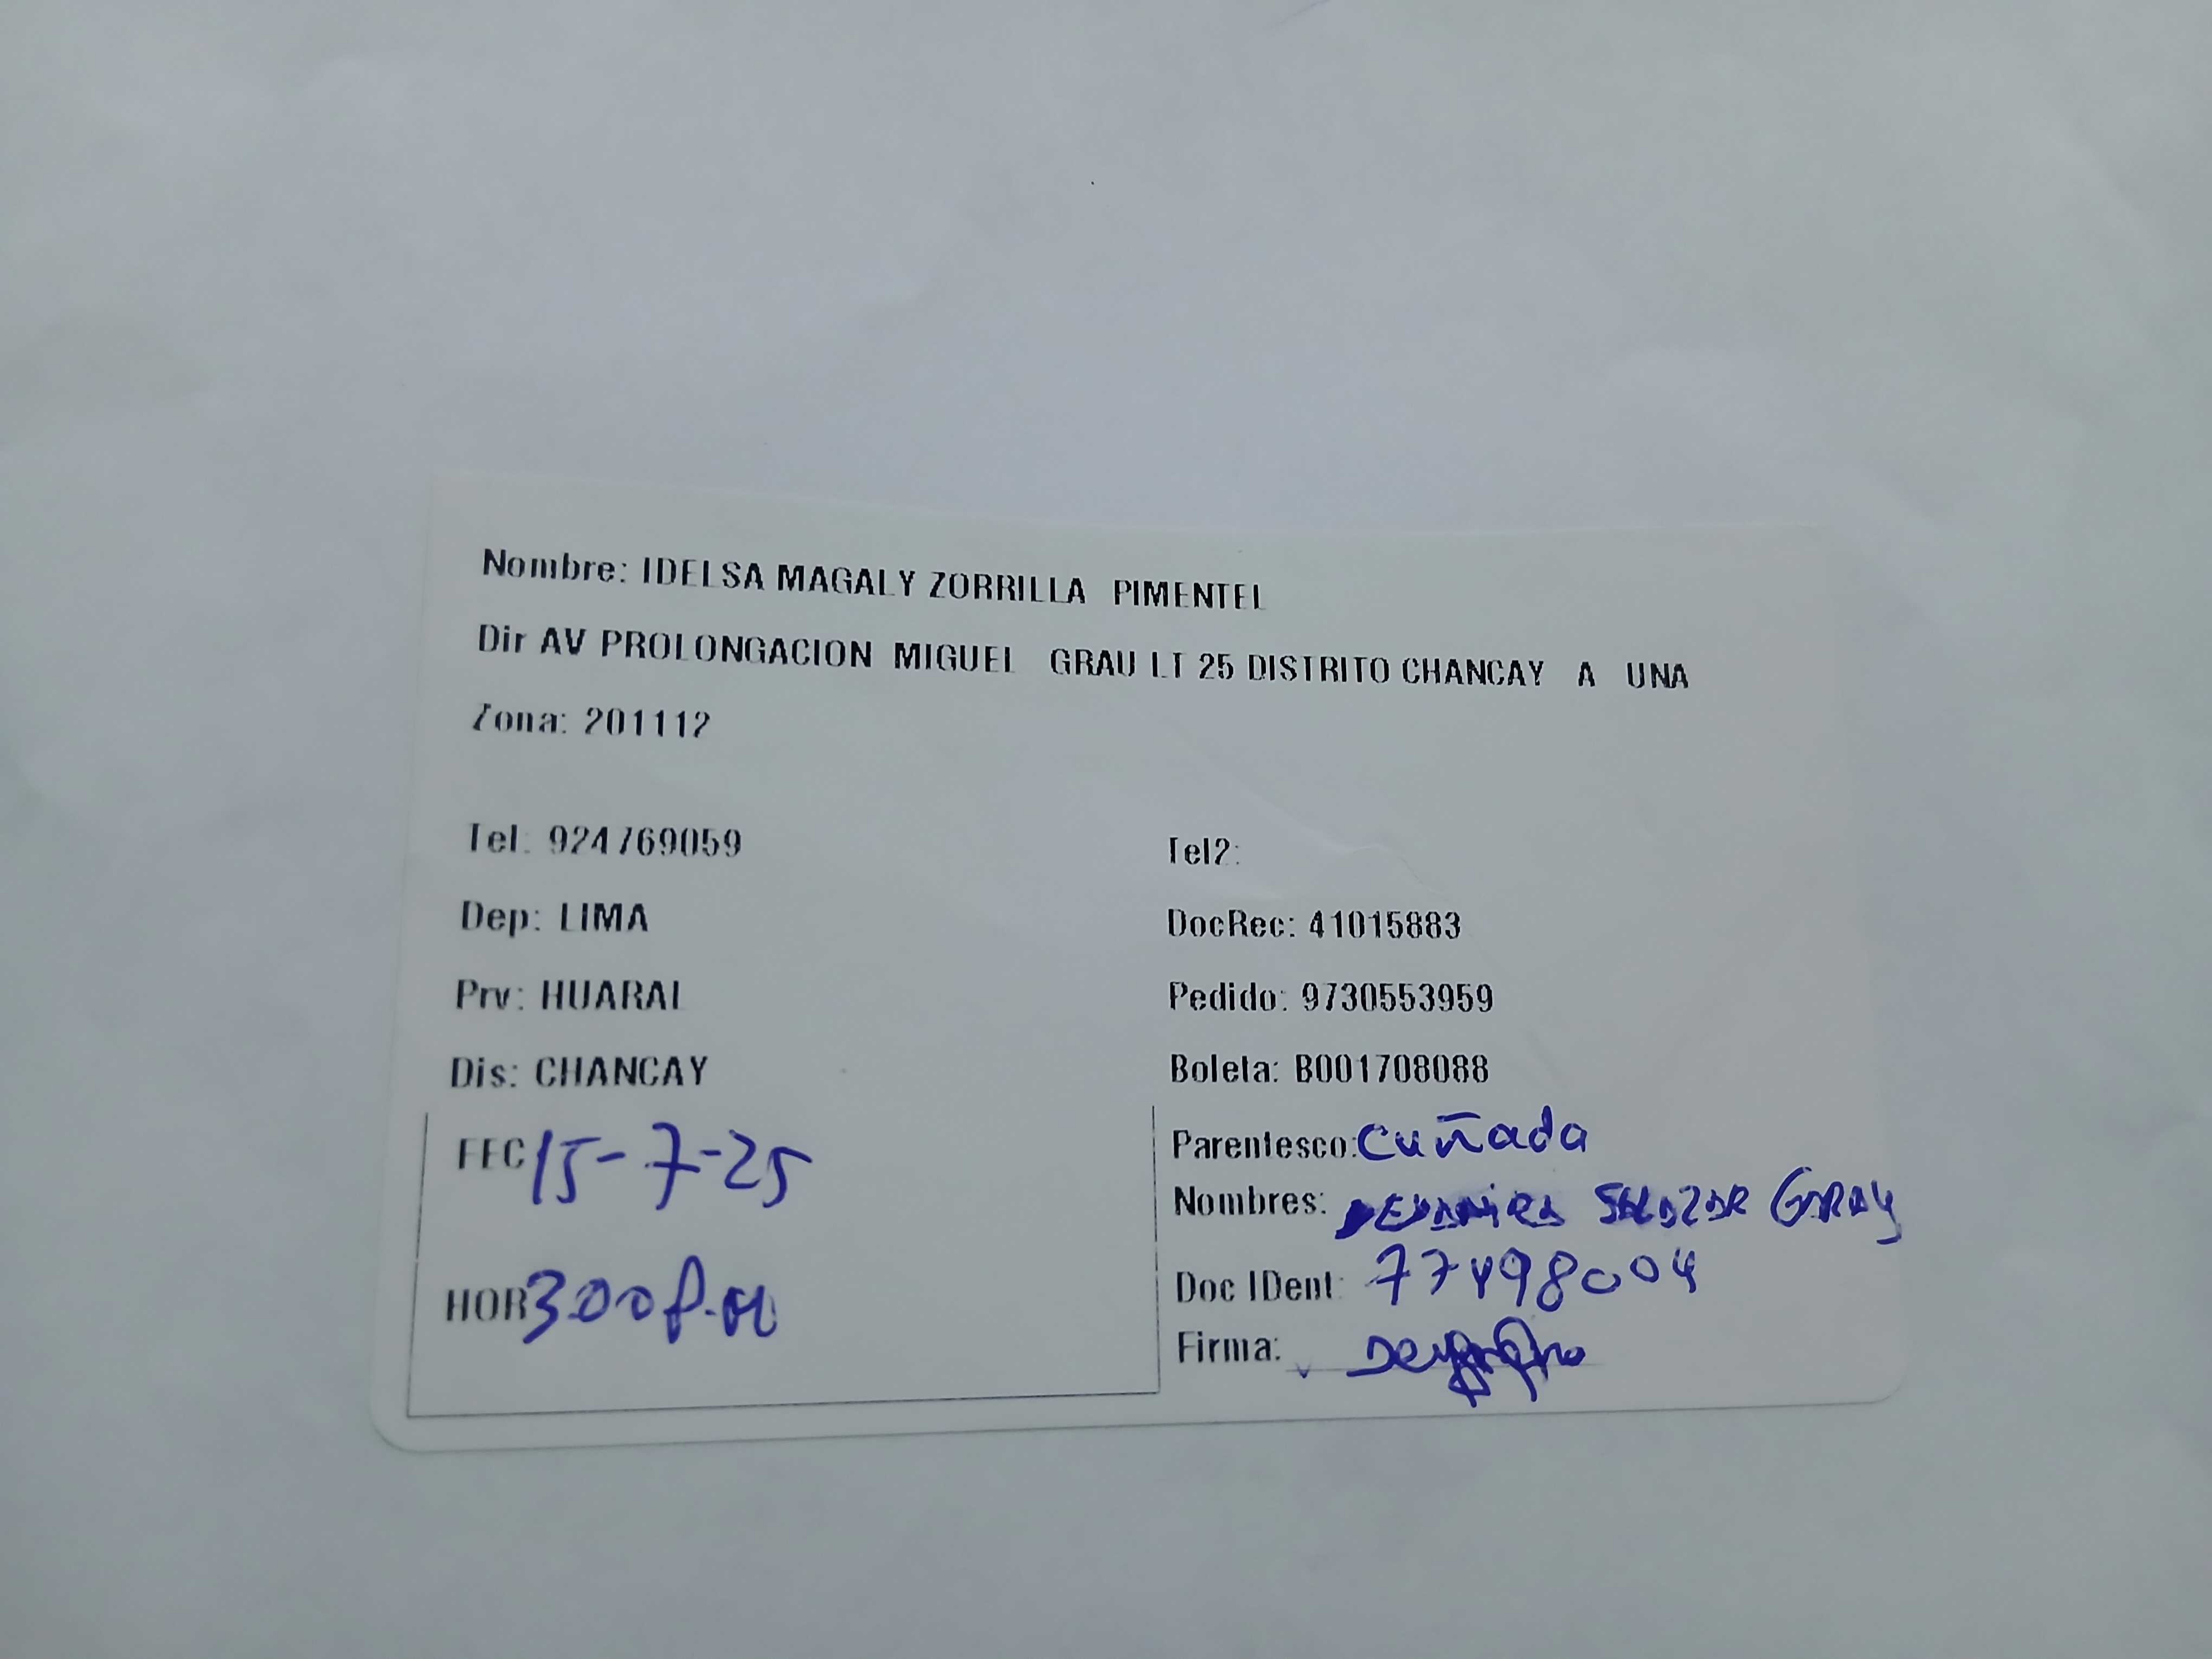 Nombre: IDELSA MAGALY ZORRILLA PIMENTEL
Dir AV PROLONGACION MIGUEL GRAU LT 25 DISTRITO CHANCAY A UNA
Zona: 201112
Tel: 924769059
Tel2:
Dep: LIMA
DocRec: 41015883
Prv: HUARAL
Pedido: 9730553959
Dis: CHANCAY
Boleta: B001708088
FEC 15-7-25
Parentesco: Cuñada
Nombres: SALAZAR GARAY
HOR 300 P.M
Doc IDent: 77498004
Firma: